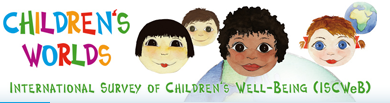 CHILDREN'S
WORLDS
INTERNATIONAL SURVEY OF CHILDREN'S WELL-BEING (ISCWEB)